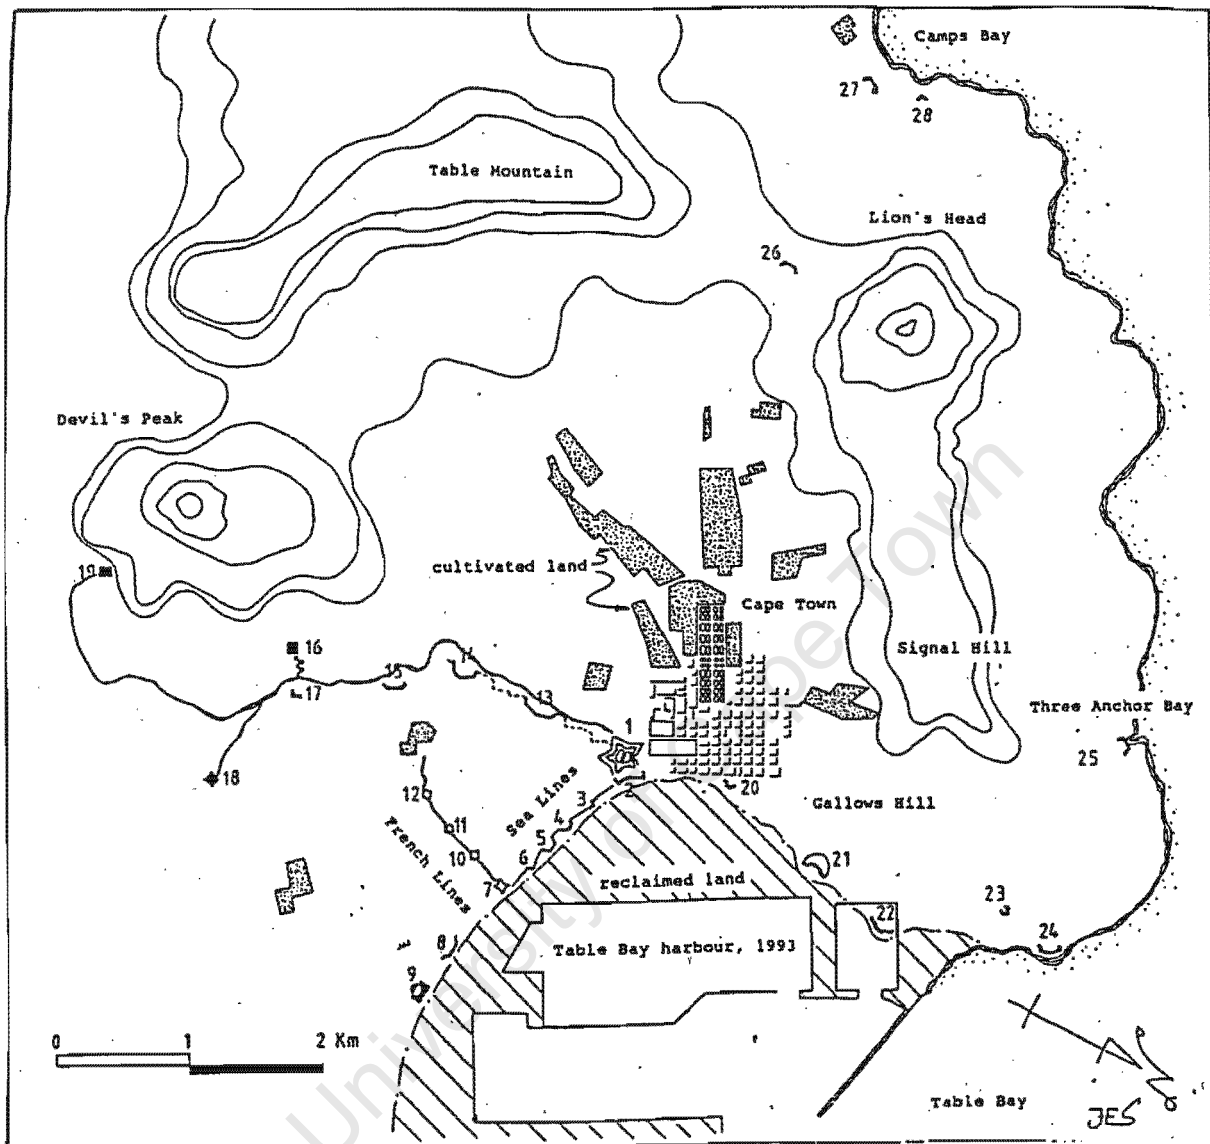 Camps Bay
27
28
Table Mountain
Lion's Head
26
Devil's Peak
cultivated land
19
Cape Town
Signal Hill
16
14
15
17
13
Three Anchor Bay
1
25
18
2
20
12
3
Sea Lines
Gallows Hill
4
11
5
French Lines
10
6
21
7
reclaimed land
23
22
24
8
Table Bay harbour, 1993
9
0 1 2 Km
Table Bay
JES
University of Cape Town